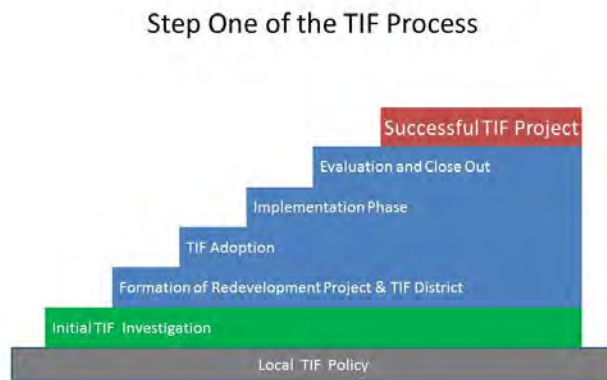 Step One of the TIF Process
Successful TIF Project
Evaluation and Close Out
Implementation Phase
TIF Adoption
Formation of Redevelopment Project & TIF District
Initial TIF Investigation
Local TIF Policy